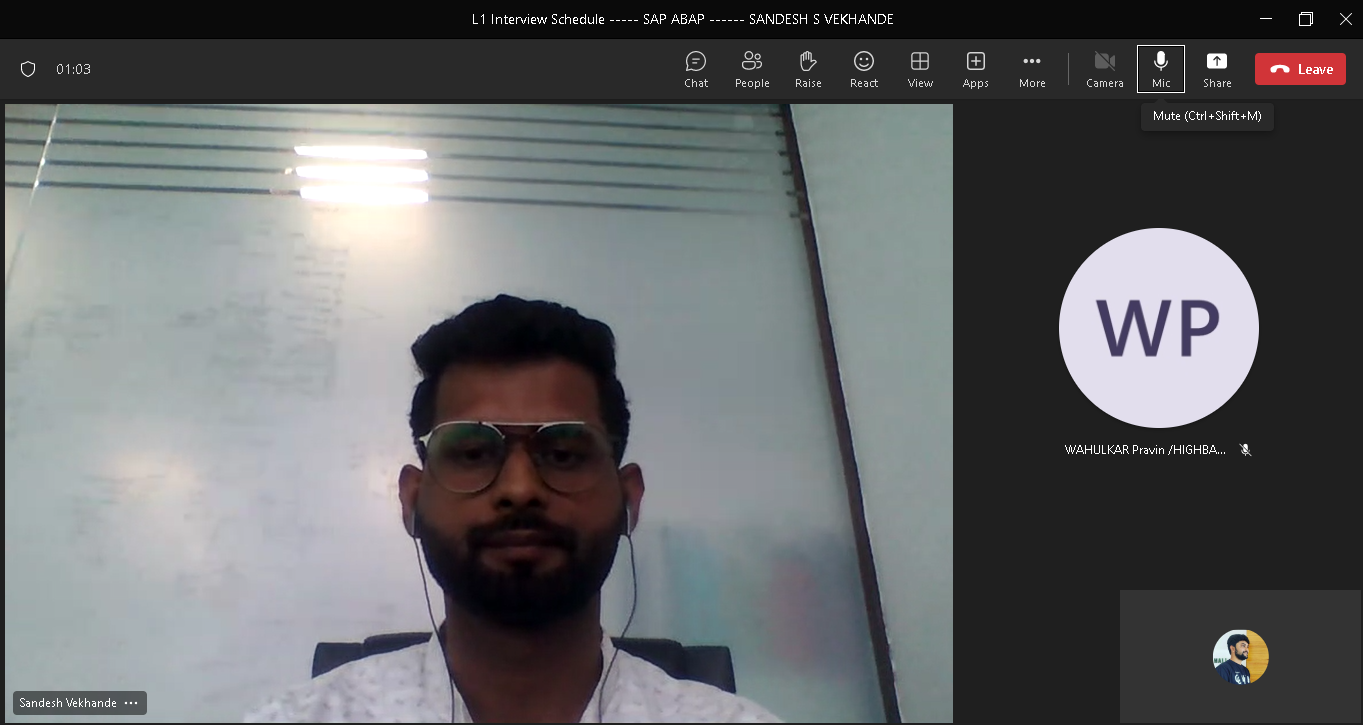 L1 Interview Schedule ----- SAP ABAP ------ SANDESH S VEKHANDE
01:03
Chat People Raise React View Apps More Camera Mic Share Leave
Mute (Ctrl+Shift+M)
WP
WAHULKAR Pravin /HIGHBA...
Sandesh Vekhande